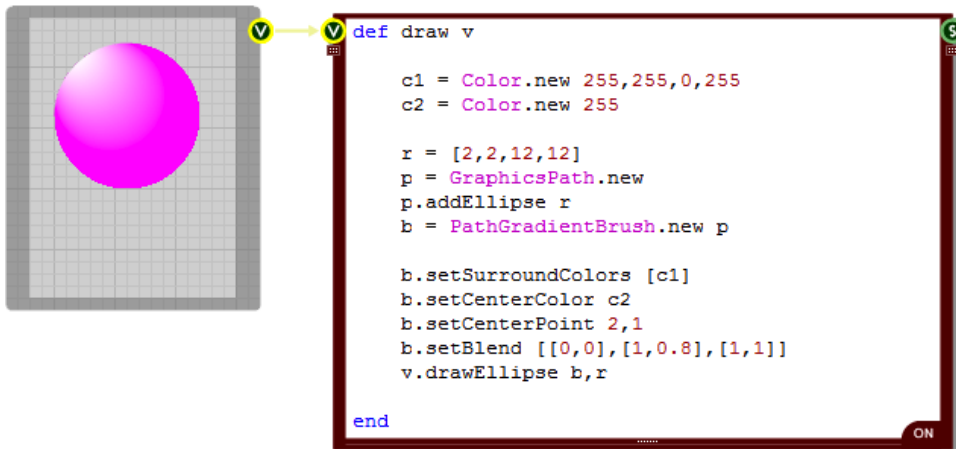 V
V
def draw v
S
c1 = Color.new 255,255,0,255
c2 = Color.new 255
r = [2,2,12,12]
p = GraphicsPath.new
p.addEllipse r
b = PathGradientBrush.new p
b.setSurroundColors [c1]
b.setCenterColor c2
b.setCenterPoint 2,1
b.setBlend [[0,0],[1,0.8],[1,1]]
v.drawEllipse b,r
end
ON